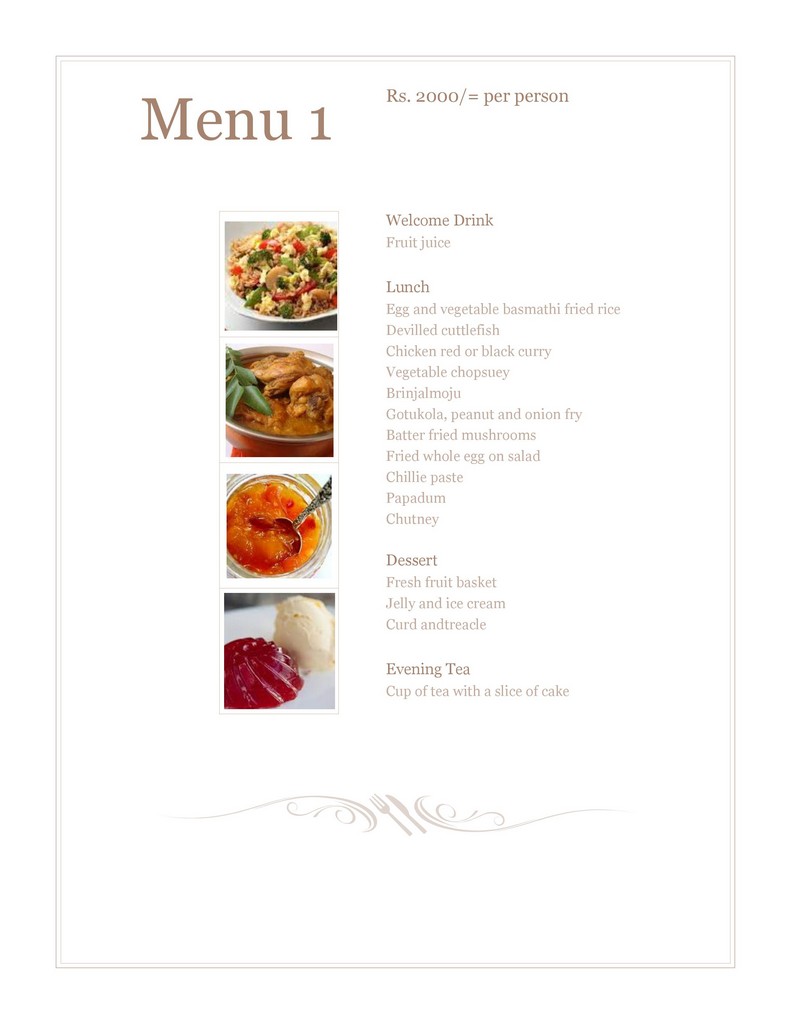 Menu 1
Rs. 2000/= per person
Welcome Drink
Fruit juice
Lunch
Egg and vegetable basmathi fried rice
Devilled cuttlefish
Chicken red or black curry
Vegetable chopsuey
Brinjalmoju
Gotukola, peanut and onion fry
Batter fried mushrooms
Fried whole egg on salad
Chillie paste
Papadum
Chutney
Dessert
Fresh fruit basket
Jelly and ice cream
Curd andtreacle
Evening Tea
Cup of tea with a slice of cake